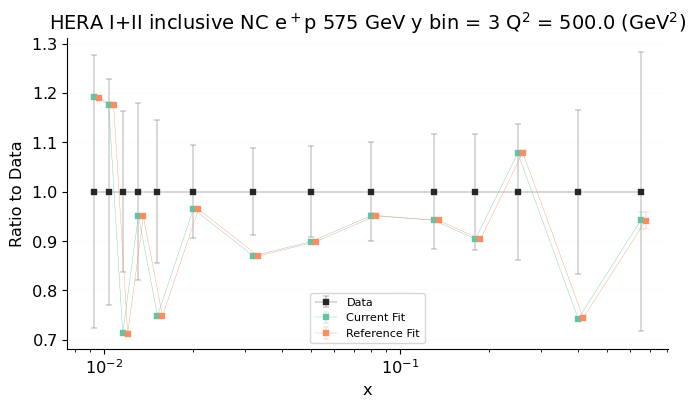 HERA I+II inclusive NC e⁺p 575 GeV y bin = 3 Q² = 500.0 (GeV²)
Ratio to Data
1.3
1.2
1.1
1.0
0.9
0.8
0.7
Data
Current Fit
Reference Fit
10⁻²
10⁻¹
x